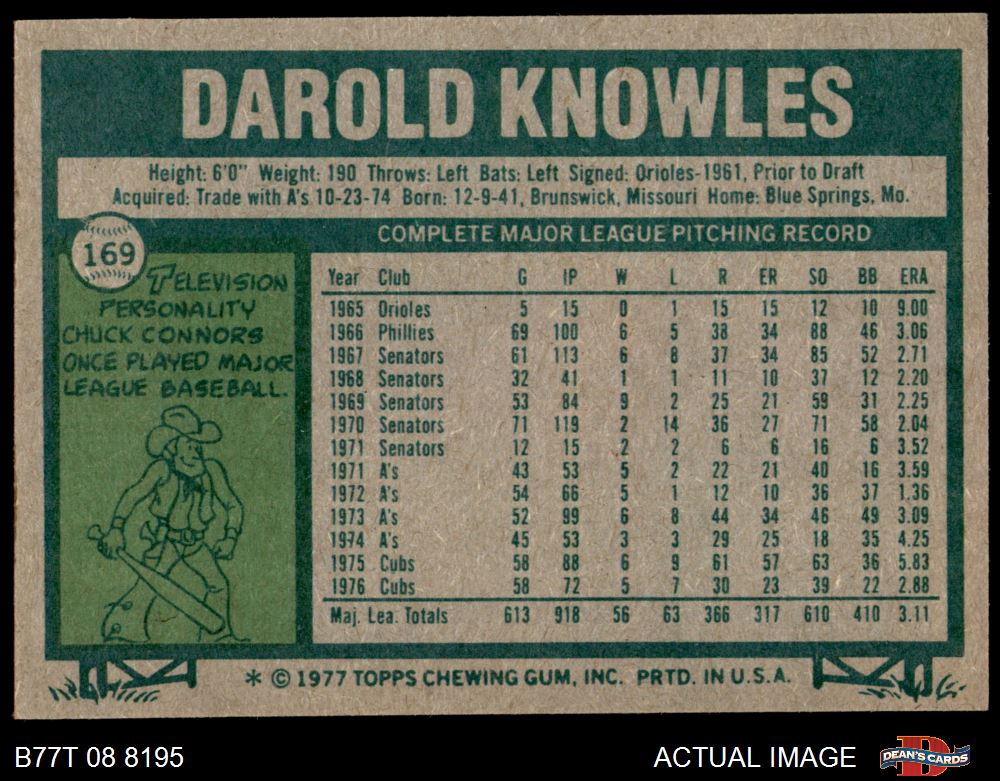 DAROLD KNOWLES
Height: 6'0" Weight: 190 Throws: Left Bats: Left Signed: Orioles-1961, Prior to Draft
Acquired: Trade with A's 10-23-74 Born: 12-9-41, Brunswick, Missouri Home: Blue Springs, Mo.
169
TELEVISION
PERSONALITY
CHUCK CONNORS
ONCE PLAYED MAJOR
LEAGUE BASEBALL.
COMPLETE MAJOR LEAGUE PITCHING RECORD
Year Club G IP W L R ER SO BB ERA
1965 Orioles 5 15 0 1 15 15 12 10 9.00
1966 Phillies 69 100 6 5 38 34 88 46 3.06
1967 Senators 61 113 6 8 37 34 85 52 2.71
1968 Senators 32 41 1 1 11 10 37 12 2.20
1969 Senators 53 84 9 2 25 21 59 31 2.25
1970 Senators 71 119 2 14 36 27 71 58 2.04
1971 Senators 12 15 2 2 6 6 16 6 3.52
1971 A's 43 53 5 2 22 21 40 16 3.59
1972 A's 54 66 5 1 12 10 36 37 1.36
1973 A's 52 99 6 8 44 34 46 49 3.09
1974 A's 45 53 3 3 29 25 18 35 4.25
1975 Cubs 58 88 6 9 61 57 63 36 5.83
1976 Cubs 58 72 5 7 30 23 39 22 2.88
Maj. Lea. Totals 613 918 56 63 366 317 610 410 3.11
* © 1977 TOPPS CHEWING GUM, INC. PRTD. IN U.S.A.
B77T 08 8195
ACTUAL IMAGE
DEAN'S CARDS